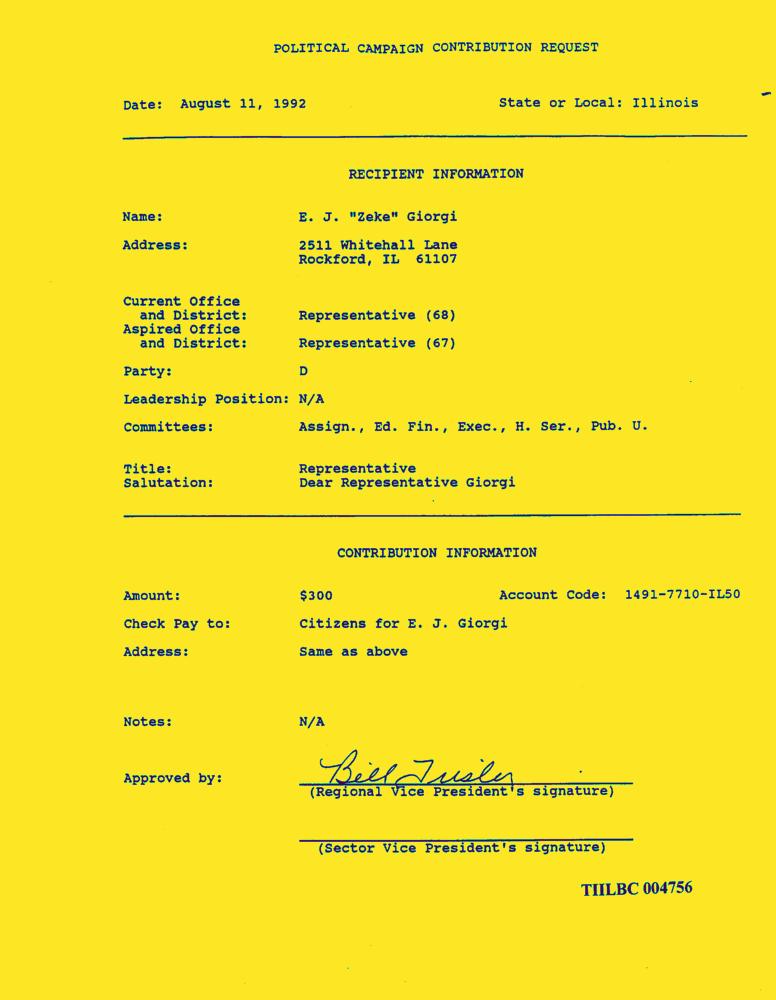 POLITICAL CAMPAIGN CONTRIBUTION REQUEST
Date: August 11, 1992 State or Local: Illinois
RECIPIENT INFORMATION
Name: E. J. "Zeke" Giorgi
Address: 2511 Whitehall Lane
Rockford, IL 61107
Current Office
and District: Representative (68)
Aspired Office
and District: Representative (67)
Party: D
Leadership Position: N/A
Committees: Assign., Ed. Fin., Exec., H. Ser., Pub. U.
Title: Representative
Salutation: Dear Representative Giorgi
CONTRIBUTION INFORMATION
Amount: $300 Account Code: 1491-7710-IL50
Check Pay to: Citizens for E. J. Giorgi
Address: Same as above
Notes: N/A
Approved by: Bill
(Regional Vice President's signature)
(Sector Vice President's signature)
TIILBC 004756